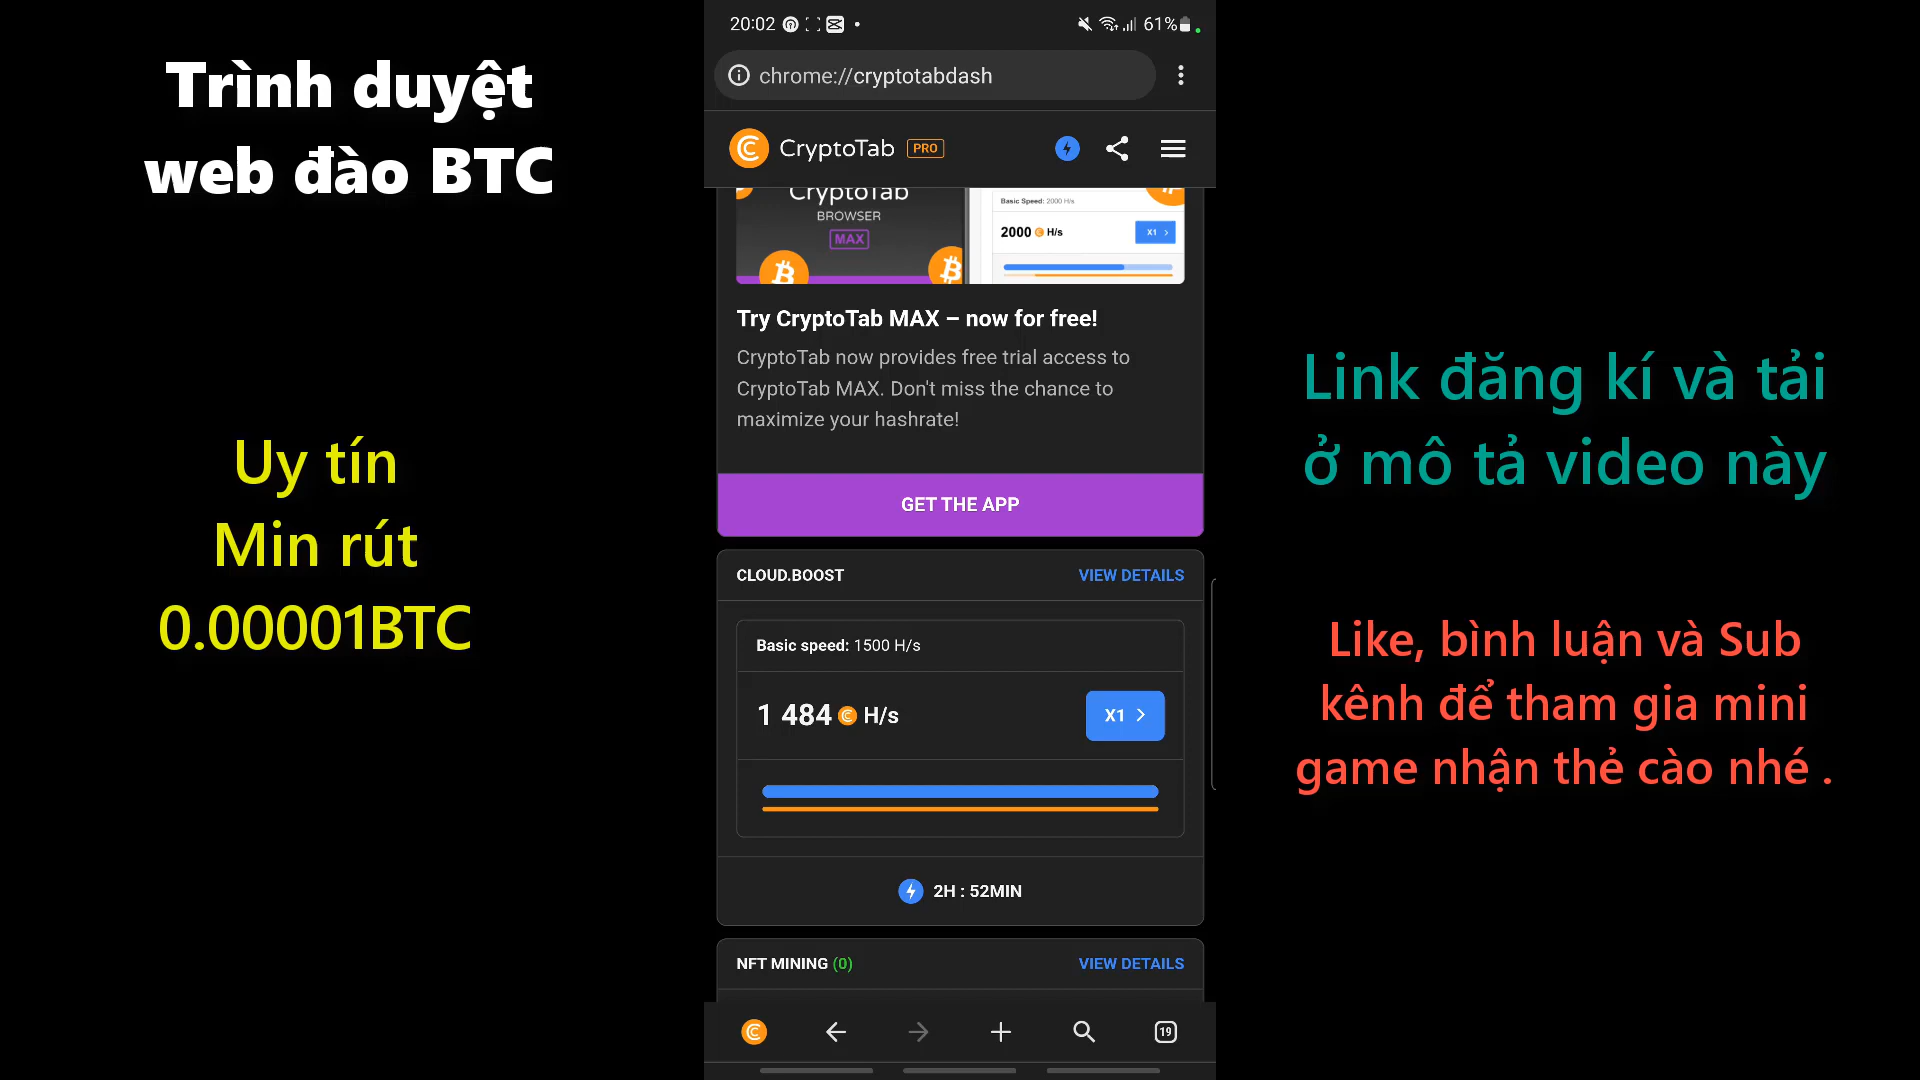 Trình duyệt
web đào BTC
Uy tín
Min rút
0.00001BTC
20:02
61%
chrome://cryptotabdash
CryptoTab PRO
CryptoTab
BROWSER
MAX
Basic Speed: 2000 H/s
2000 H/s
X1 >
Try CryptoTab MAX – now for free!
CryptoTab now provides free trial access to
CryptoTab MAX. Don't miss the chance to
maximize your hashrate!
GET THE APP
CLOUD.BOOST
VIEW DETAILS
Basic speed: 1500 H/s
1 484 H/s
X1 >
2H : 52MIN
NFT MINING (0)
VIEW DETAILS
19
Link đăng kí và tải
ở mô tả video này
Like, bình luận và Sub
kênh để tham gia mini
game nhận thẻ cào nhé .